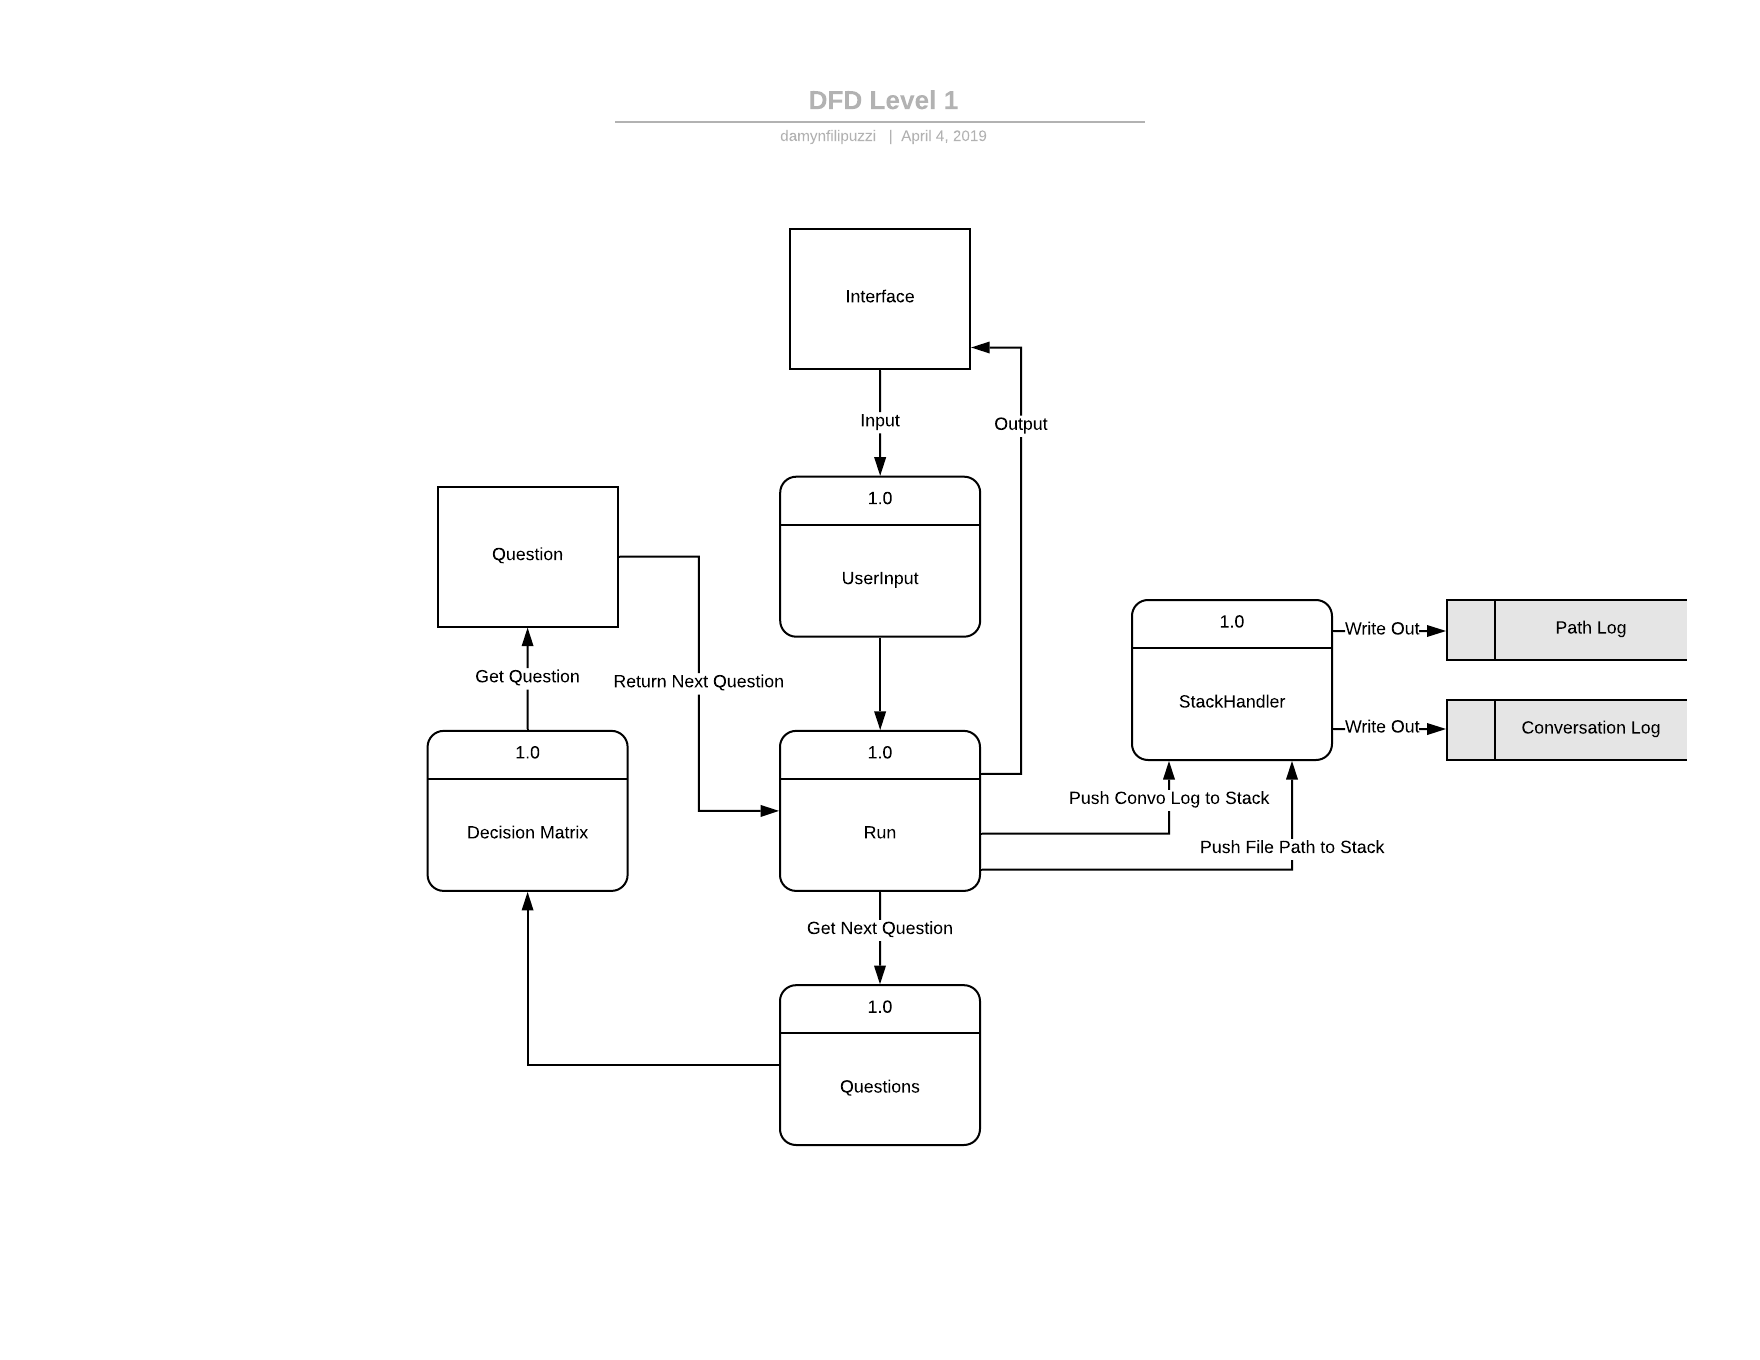 DFD Level 1
damynfilipuzzi | April 4, 2019
Interface
Input
Output
1.0
UserInput
Question
Get Question
Return Next Question
1.0
StackHandler
Write Out
Path Log
Write Out
Conversation Log
1.0
Decision Matrix
1.0
Run
Push Convo Log to Stack
Push File Path to Stack
Get Next Question
1.0
Questions